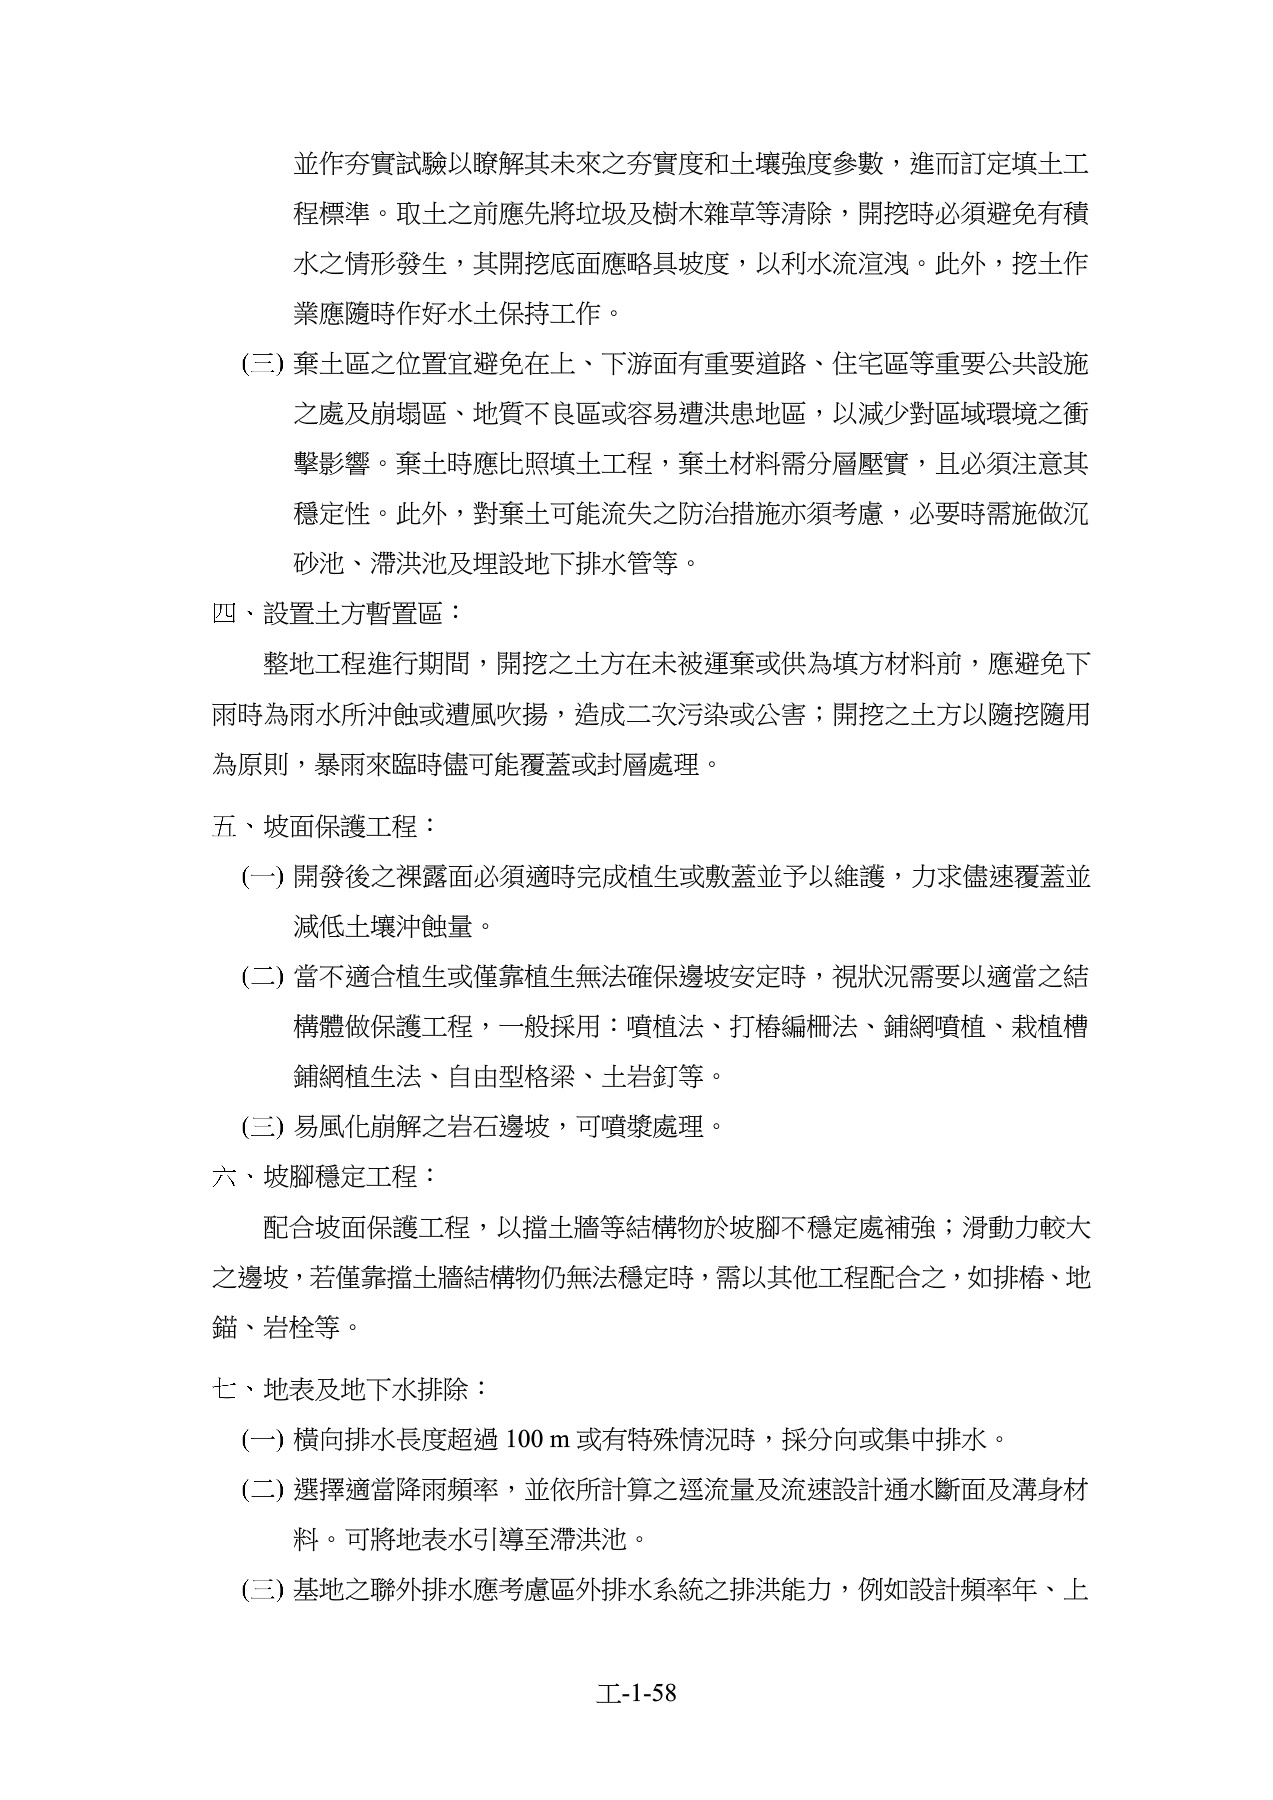 並作夯實試驗以瞭解其未來之夯實度和土壤強度參數，進而訂定填土工
程標準。取土之前應先將垃圾及樹木雜草等清除，開挖時必須避免有積
水之情形發生，其開挖底面應略具坡度，以利水流渲洩。此外，挖土作
業應隨時作好水土保持工作。
(三) 棄土區之位置宜避免在上、下游面有重要道路、住宅區等重要公共設施
之處及崩塌區、地質不良區或容易遭洪患地區，以減少對區域環境之衝
擊影響。棄土時應比照填土工程，棄土材料需分層壓實，且必須注意其
穩定性。此外，對棄土可能流失之防治措施亦須考慮，必要時需施做沉
砂池、滯洪池及埋設地下排水管等。
四、設置土方暫置區：
整地工程進行期間，開挖之土方在未被運棄或供為填方材料前，應避免下
雨時為雨水所沖蝕或遭風吹揚，造成二次污染或公害；開挖之土方以隨挖隨用
為原則，暴雨來臨時儘可能覆蓋或封層處理。
五、坡面保護工程：
(一) 開發後之裸露面必須適時完成植生或敷蓋並予以維護，力求儘速覆蓋並
減低土壤沖蝕量。
(二) 當不適合植生或僅靠植生無法確保邊坡安定時，視狀況需要以適當之結
構體做保護工程，一般採用：噴植法、打樁編柵法、鋪網噴植、栽植槽
鋪網植生法、自由型格梁、土岩釘等。
(三) 易風化崩解之岩石邊坡，可噴漿處理。
六、坡腳穩定工程：
配合坡面保護工程，以擋土牆等結構物於坡腳不穩定處補強；滑動力較大
之邊坡，若僅靠擋土牆結構物仍無法穩定時，需以其他工程配合之，如排樁、地
錨、岩栓等。
七、地表及地下水排除：
(一) 橫向排水長度超過 100 m 或有特殊情況時，採分向或集中排水。
(二) 選擇適當降雨頻率，並依所計算之逕流量及流速設計通水斷面及溝身材
料。可將地表水引導至滯洪池。
(三) 基地之聯外排水應考慮區外排水系統之排洪能力，例如設計頻率年、上
工-1-58